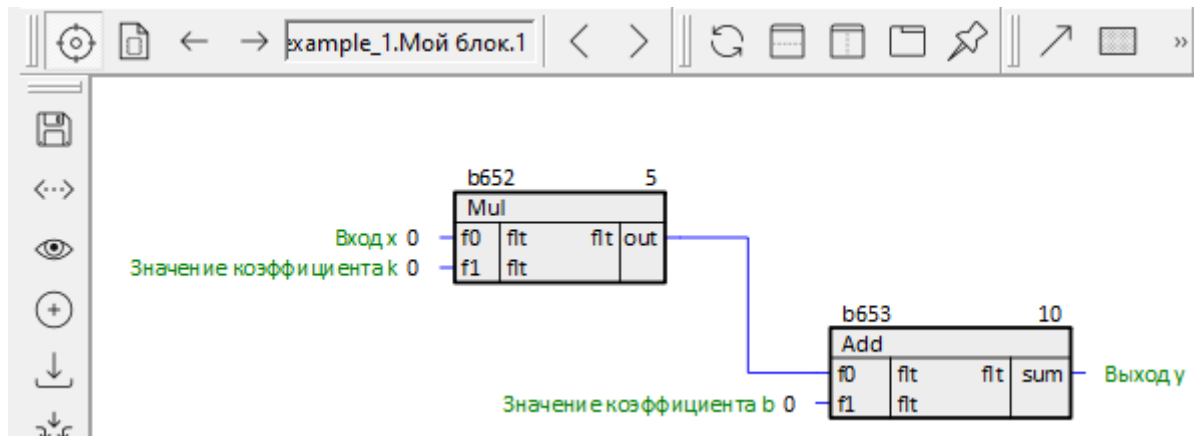 example_1.Мой блок.1
»
b652 5
Mul
Вход x 0 f0 flt flt out
Значение коэффициента k 0 f1 flt
b653 10
Add
f0 flt flt sum Выход y
Значение коэффициента b 0 f1 flt